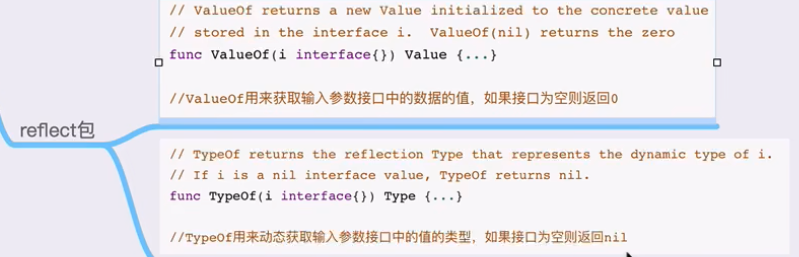 // ValueOf returns a new Value initialized to the concrete value
// stored in the interface i.  ValueOf(nil) returns the zero
func ValueOf(i interface{}) Value {...}
//ValueOf用来获取输入参数接口中的数据的值，如果接口为空则返回0
reflect包
// TypeOf returns the reflection Type that represents the dynamic type of i.
// If i is a nil interface value, TypeOf returns nil.
func TypeOf(i interface{}) Type {...}
//TypeOf用来动态获取输入参数接口中的值的类型，如果接口为空则返回nil